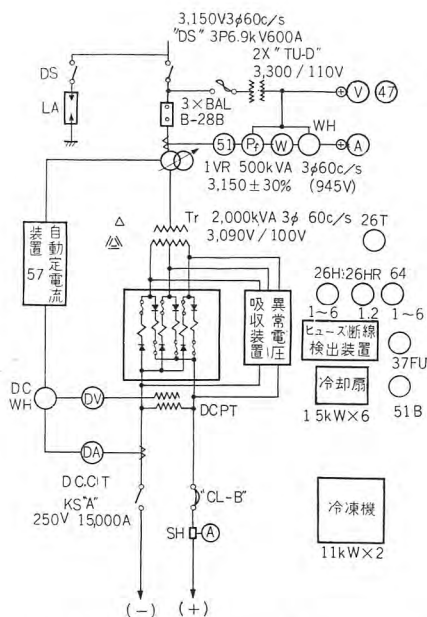 3,150V3φ60c/s
"DS" 3P6.9kV600A
DS
2X "TU-D"
3,300/110V
LA
3×BAL
B-28B
V
47
WH
51
Pf
W
A
1VR 500kVA 3φ60c/s
3,150±30% (945V)
自動定電流
装置
57
△
Tr 2,000kVA 3φ 60c/s
3,090V/100V
26T
26H 26HR 64
1~6 1.2 1~6
異常電圧
吸収装置
ヒューズ断線
検出装置
37FU
冷却扇
15kW×6
51B
DC
WH
DV
DCPT
DA
D.C.CT
KS"A"
250V 15,000A
"CL-B"
SH
A
冷凍機
11kW×2
(-) (+)